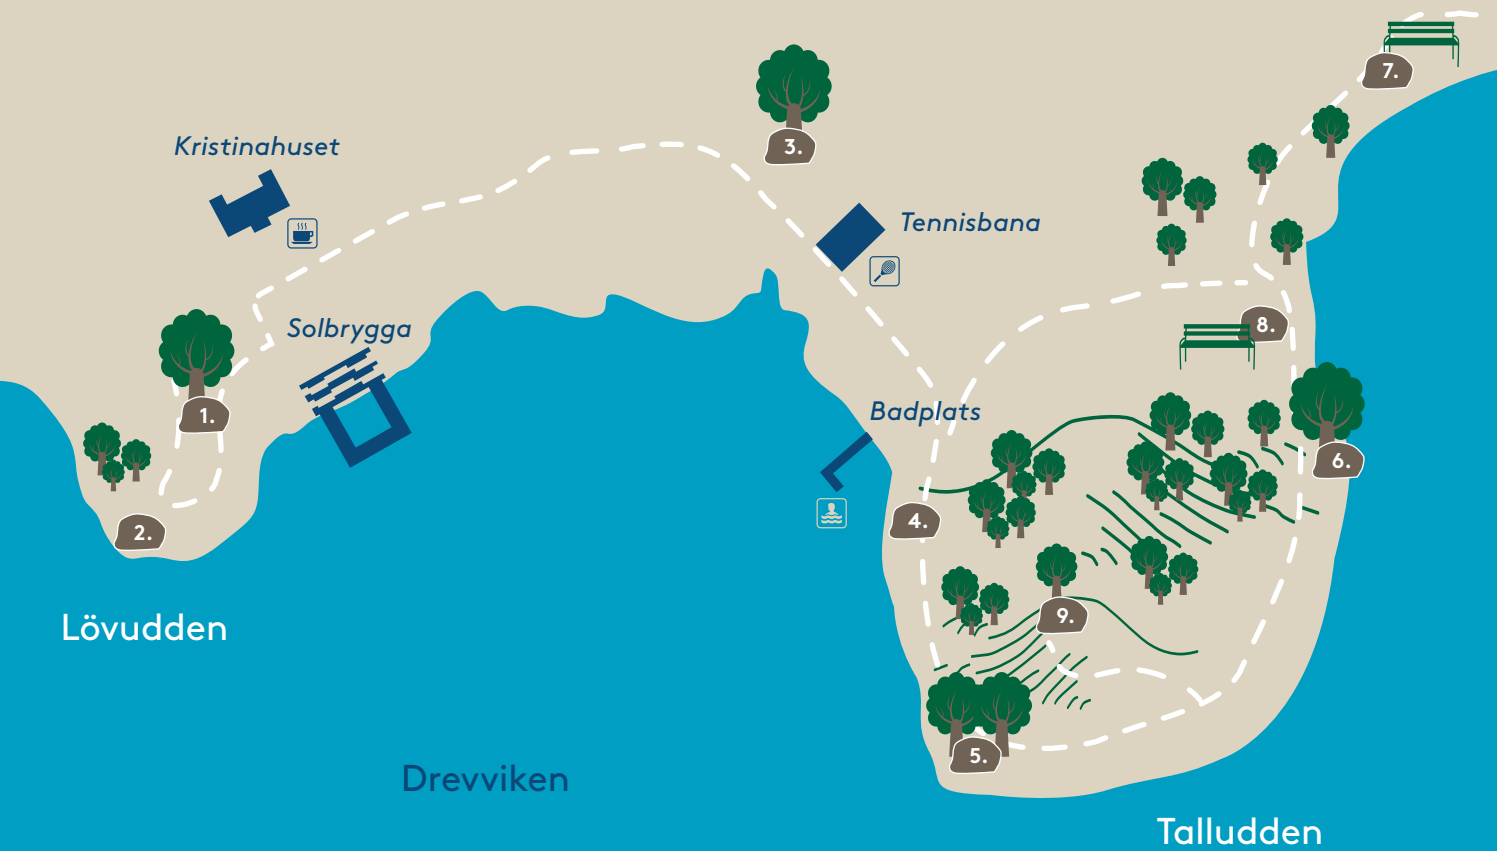 7.
Kristinahuset
3.
Tennisbana
Solbrygga
8.
1.
Badplats
6.
2.
4.
9.
Lövudden
5.
Drevviken
Talludden